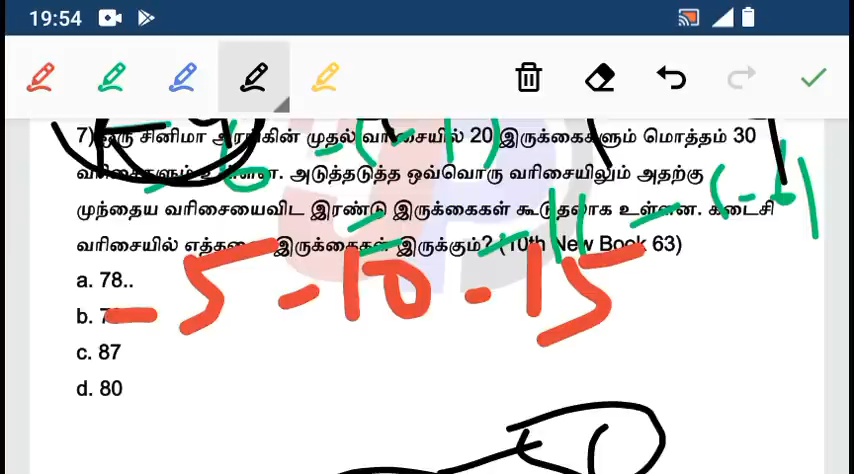 19:54
7) ஒரு சினிமா அரங்கின் முதல் வரிசையில் 20 இருக்கைகளும் மொத்தம் 30
வரிசைகளும் உள்ளன. அடுத்தடுத்த ஒவ்வொரு வரிசையிலும் அதற்கு
முந்தைய வரிசையைவிட இரண்டு இருக்கைகள் கூடுதலாக உள்ளன. கடைசி
வரிசையில் எத்தனை இருக்கைகள் இருக்கும்? (10th New Book 63)
- 5 - 10 - 15
a. 78..
b.
c. 87
d. 80